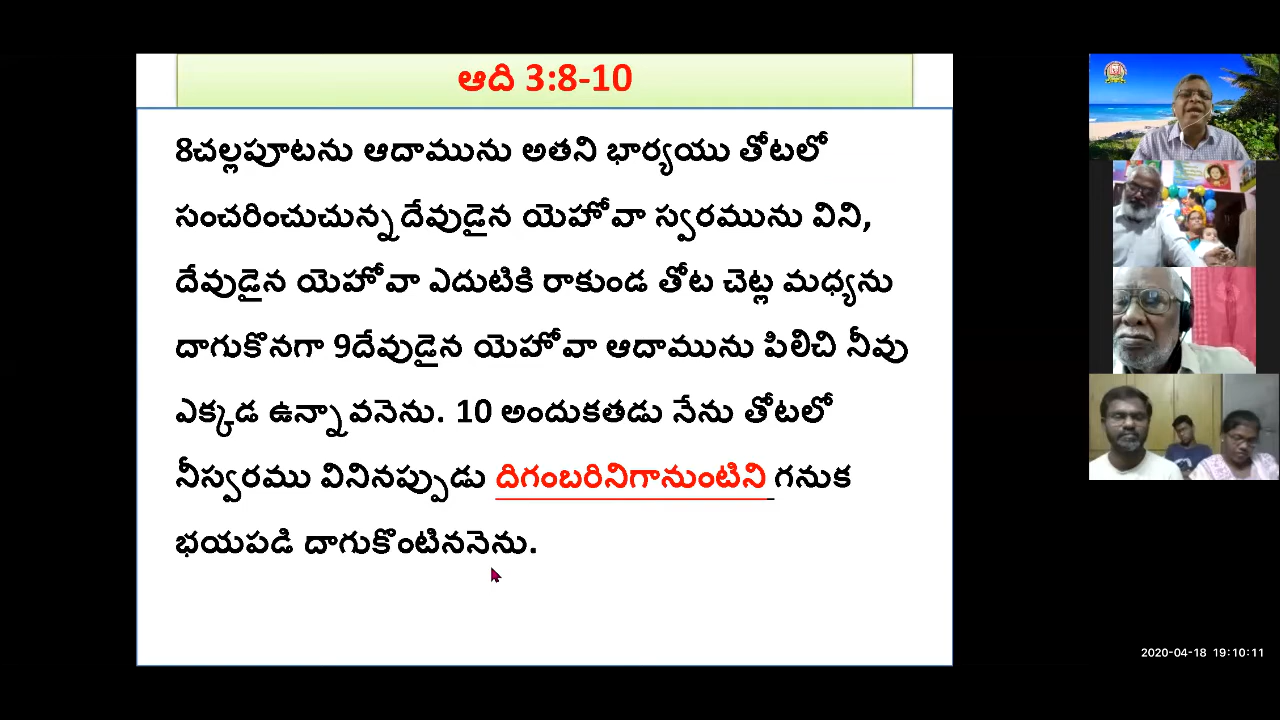 ఆది 3:8-10
8చల్లపూటను ఆదామును అతని భార్యయు తోటలో
సంచరించుచున్న దేవుడైన యెహోవా స్వరమును విని,
దేవుడైన యెహోవా ఎదుటికి రాకుండ తోట చెట్ల మధ్యను
దాగుకొనగా 9దేవుడైన యెహోవా ఆదామును పిలిచి నీవు
ఎక్కడ ఉన్నావనెను. 10 అందుకతడు నేను తోటలో
నీస్వరము వినినప్పుడు దిగంబరినిగానుంటిని గనుక
భయపడి దాగుకొంటిననెను.
2020-04-18 19:10:11